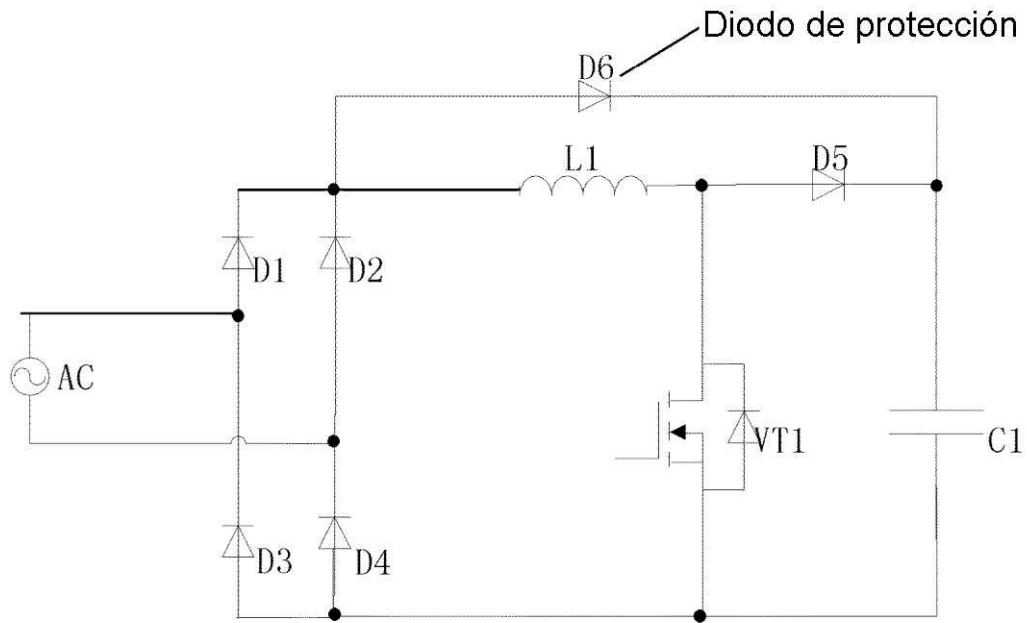 Diodo de protección
D6
L1
D5
D1
D2
AC
VT1
C1
D3
D4